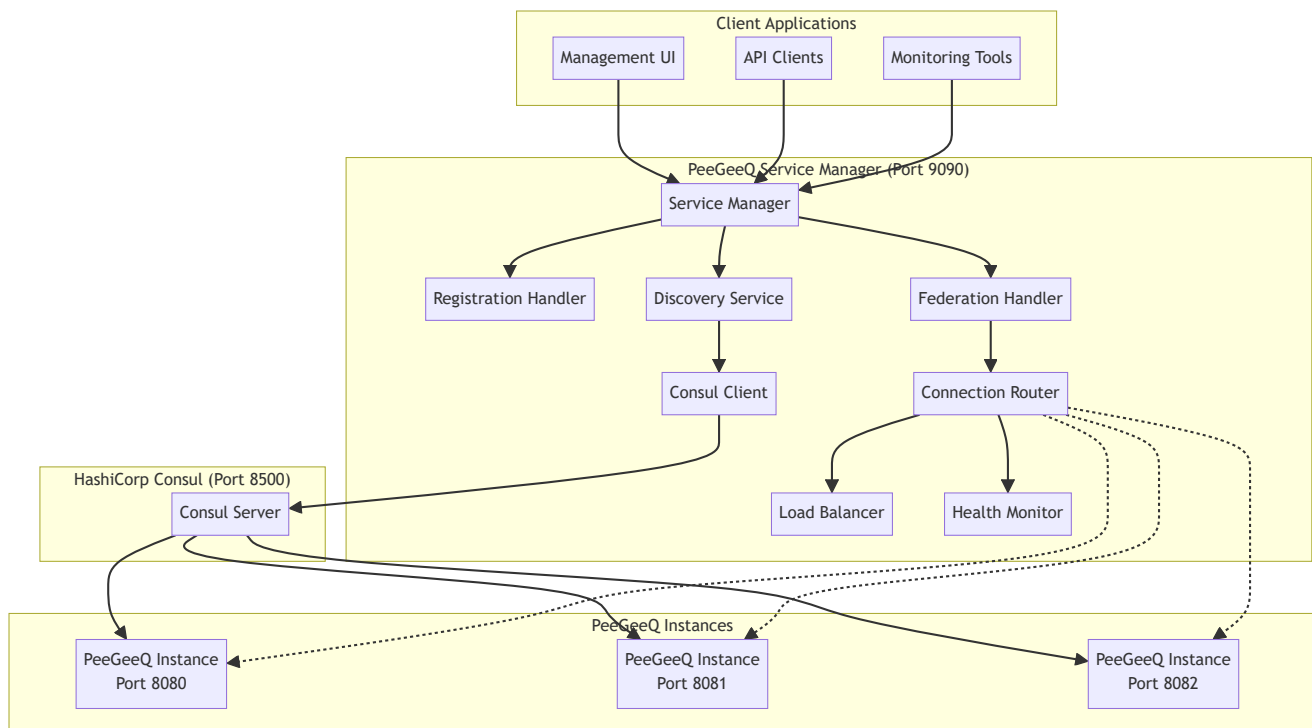 Client Applications
Management UI
API Clients
Monitoring Tools
PeeGeeQ Service Manager (Port 9090)
Service Manager
Registration Handler
Discovery Service
Federation Handler
Consul Client
Connection Router
HashiCorp Consul (Port 8500)
Consul Server
Load Balancer
Health Monitor
PeeGeeQ Instances
PeeGeeQ Instance
Port 8080
PeeGeeQ Instance
Port 8081
PeeGeeQ Instance
Port 8082